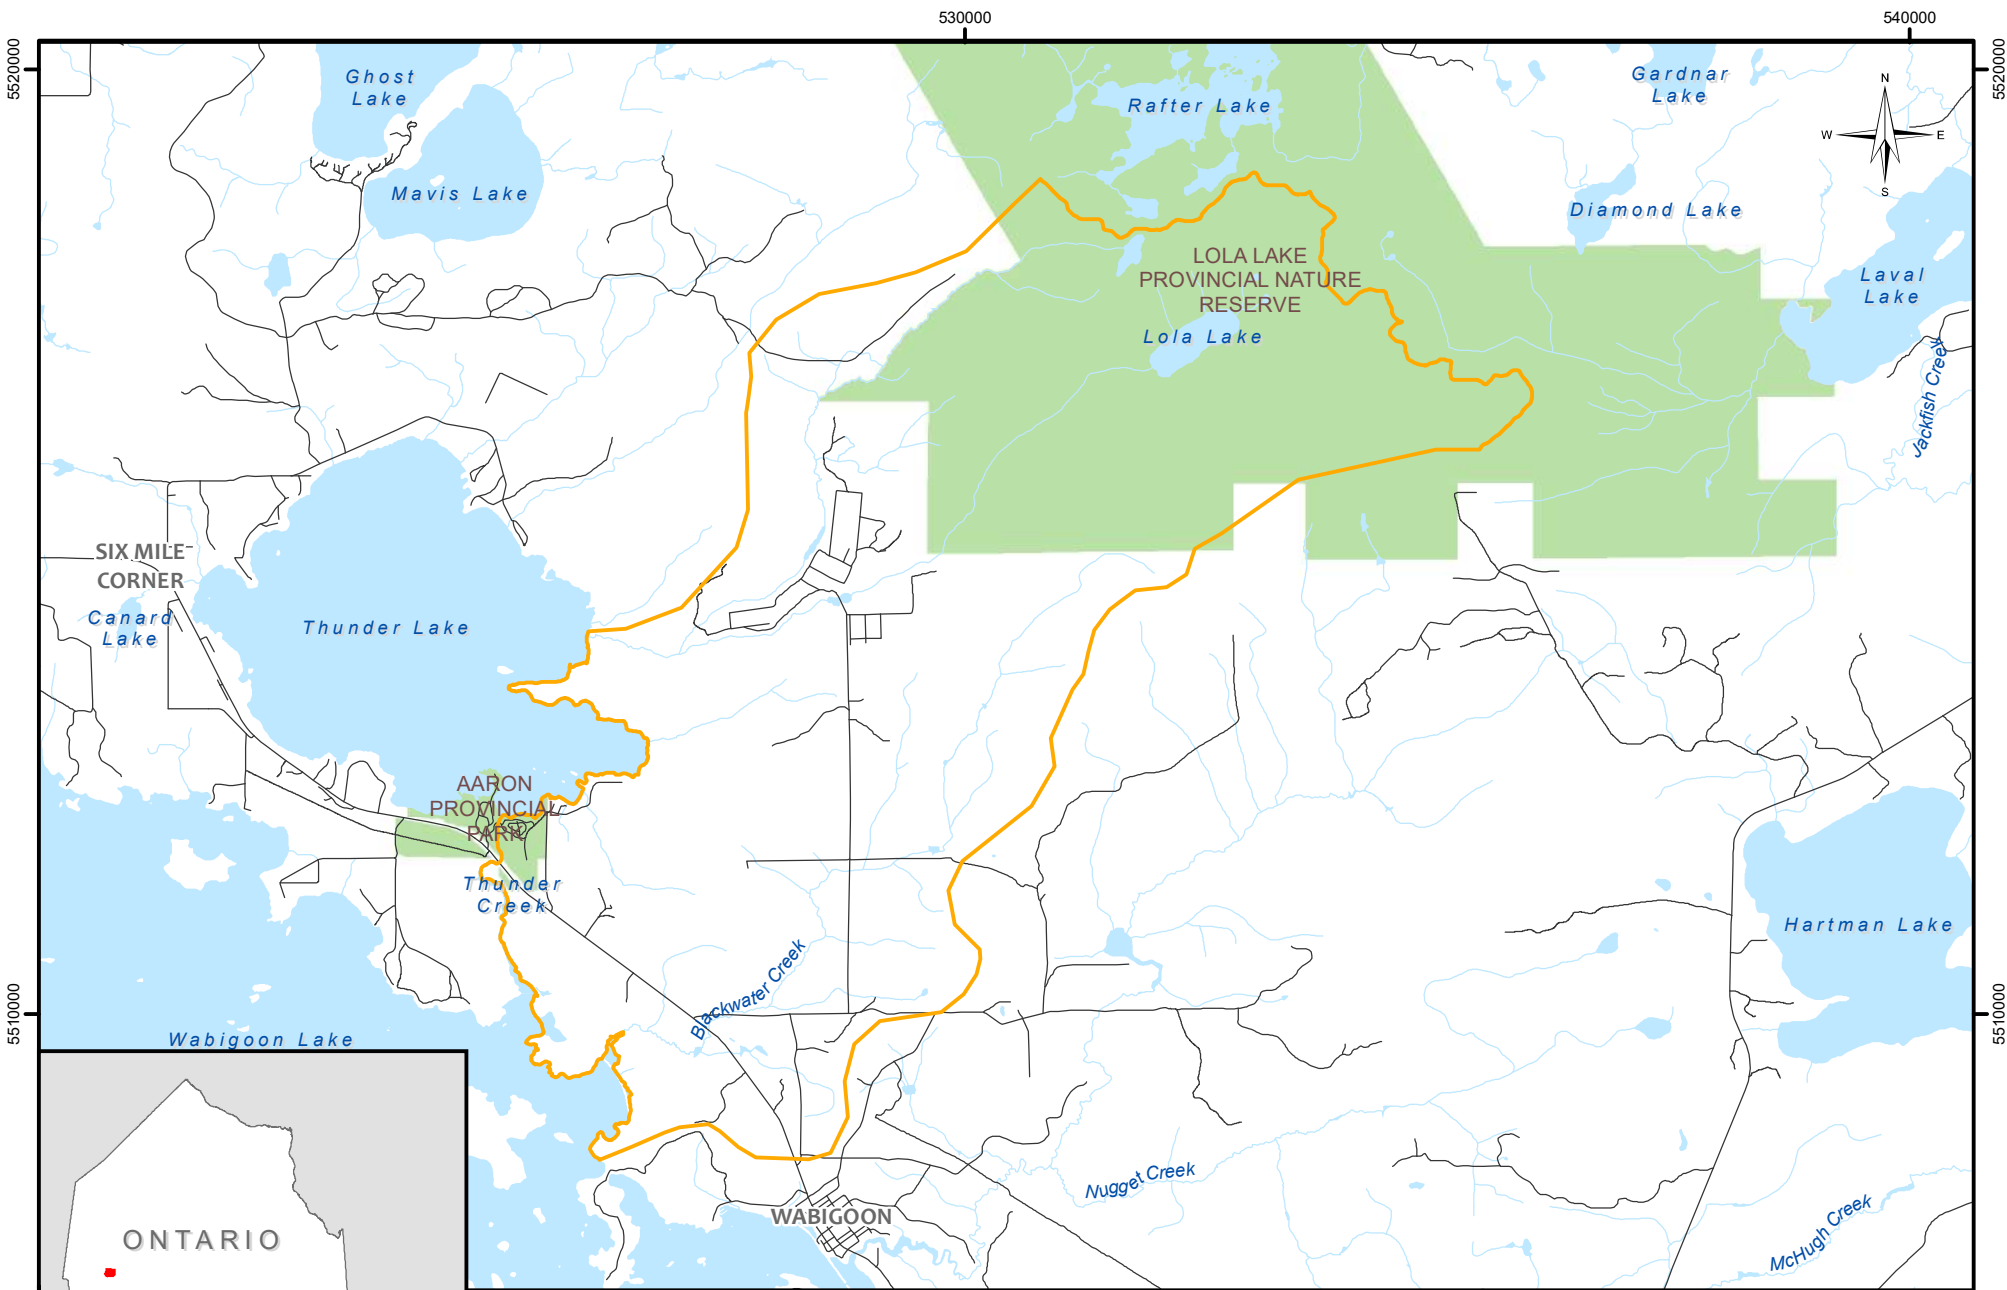 530000
540000
5520000
5520000
Ghost
Lake
Gardnar
Lake
Rafter Lake
N
W
E
S
Mavis Lake
Diamond Lake
LOLA LAKE
PROVINCIAL NATURE
RESERVE
Laval
Lake
Lola Lake
Jackfish Creek
SIX MILE
CORNER
Canard
Lake
Thunder Lake
AARON
PROVINCIAL
PARK
Thunder
Creek
Hartman Lake
Blackwater Creek
5510000
5510000
Wabigoon Lake
Nugget Creek
WABIGOON
McHugh Creek
ONTARIO